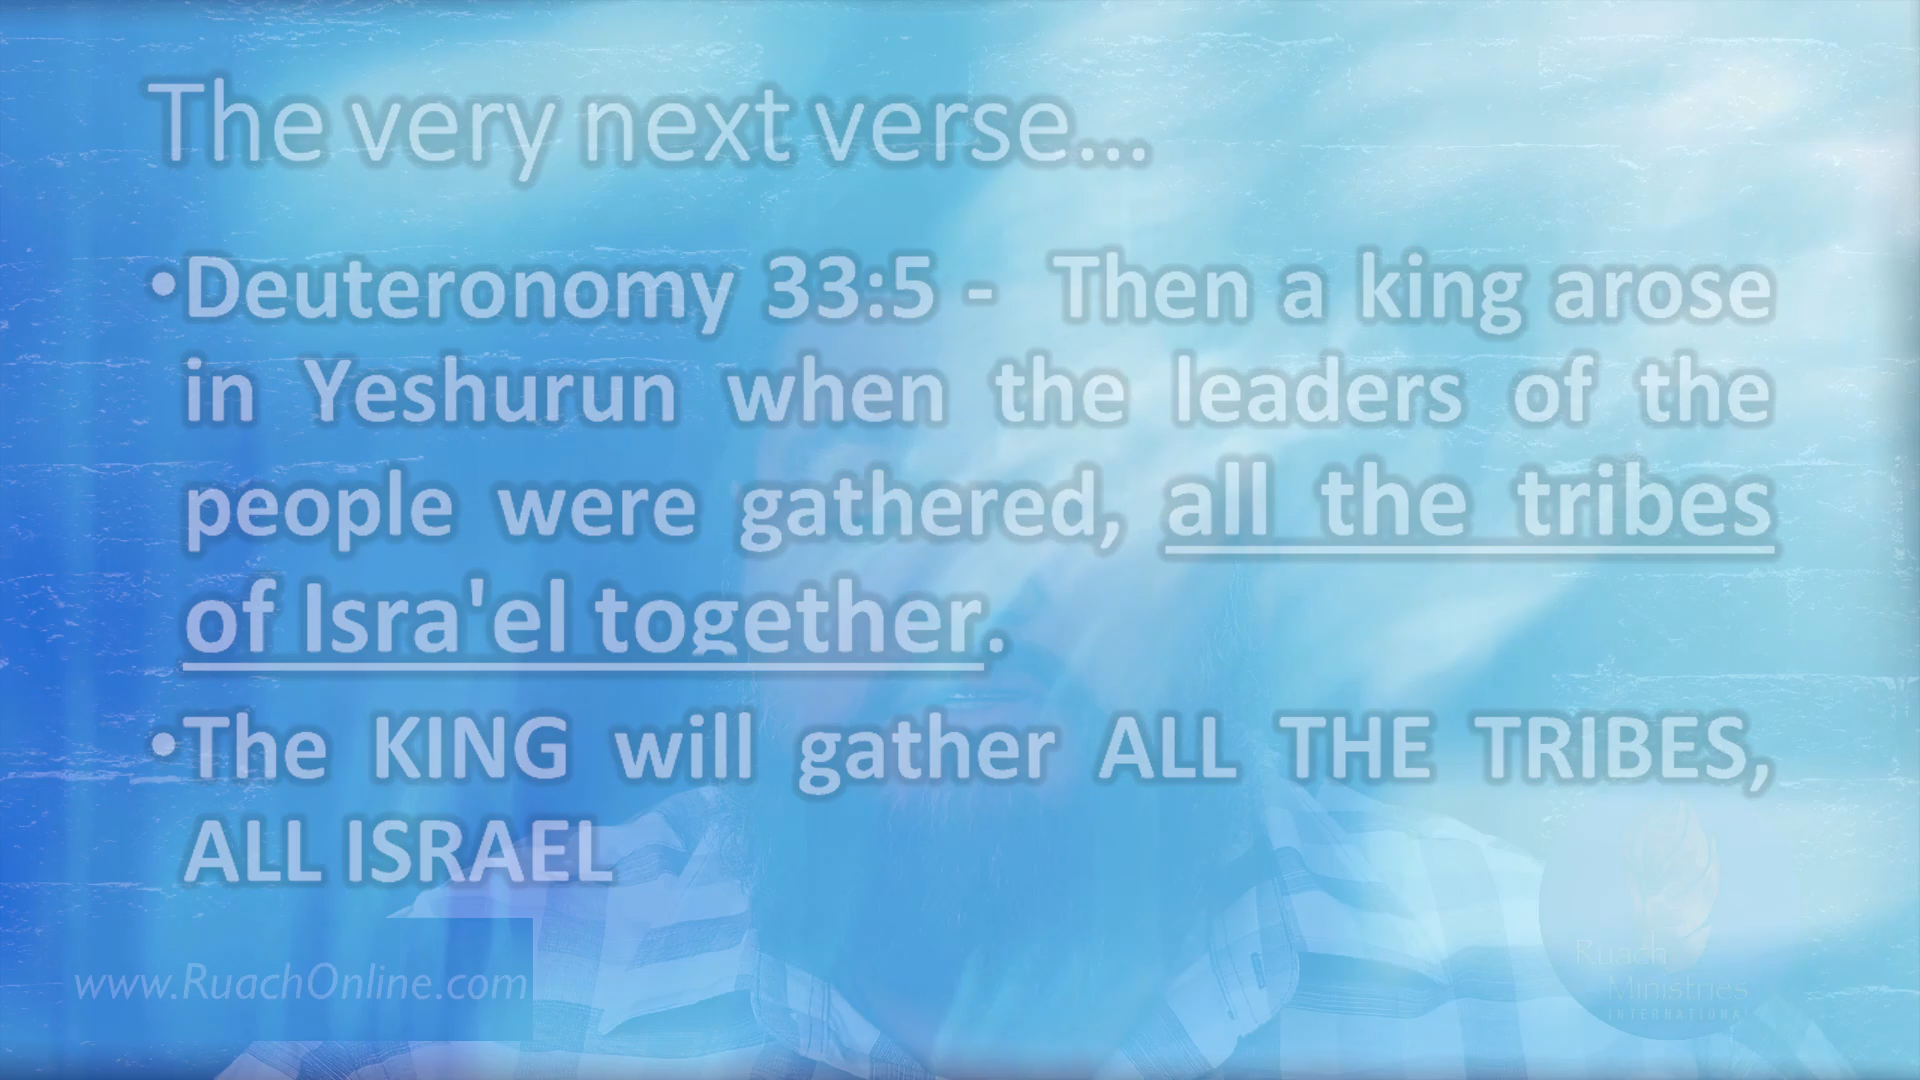 The very next verse...
•Deuteronomy 33:5 - Then a king arose
in Yeshurun when the leaders of the
people were gathered, all the tribes
of Isra'el together.
•The KING will gather ALL THE TRIBES,
ALL ISRAEL
www.RuachOnline.com
Ruach
Ministries
INTERNATIONAL